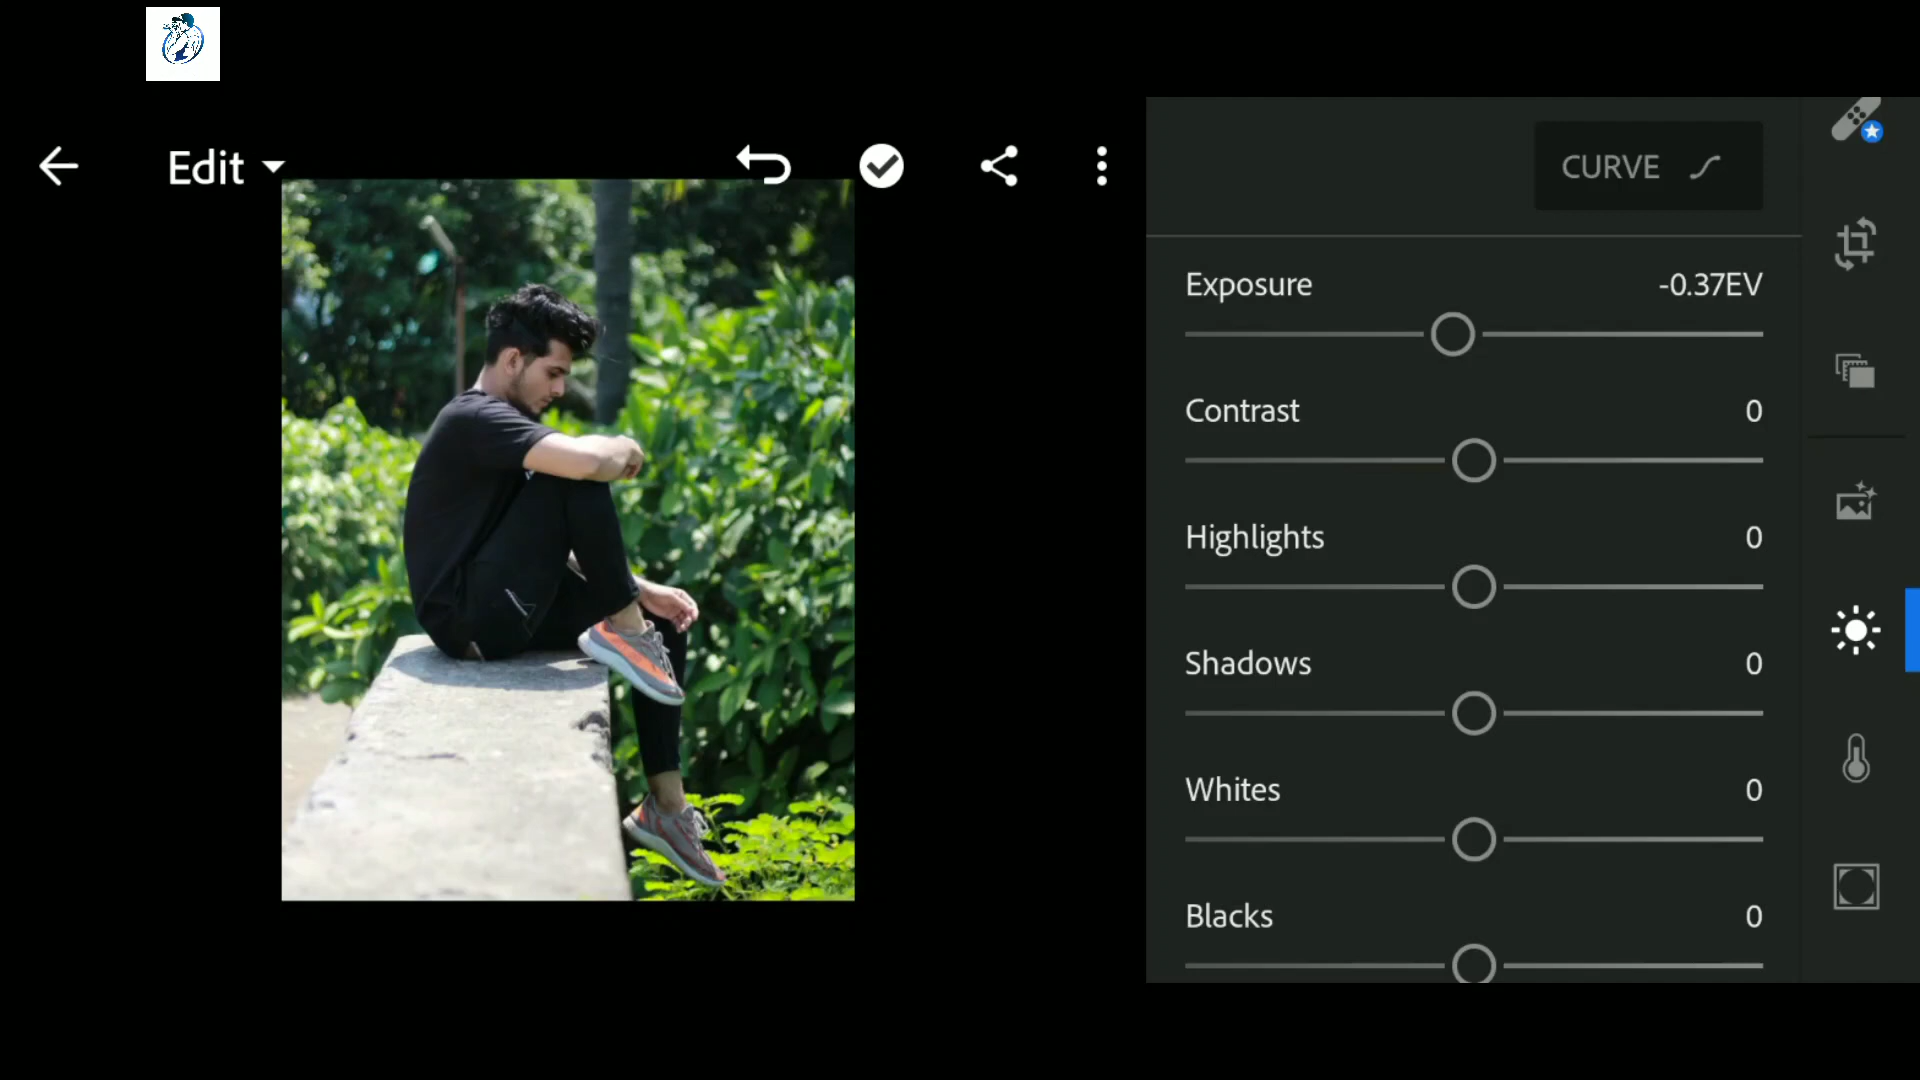 Edit
CURVE
Exposure -0.37EV
Contrast 0
Highlights 0
Shadows 0
Whites 0
Blacks 0